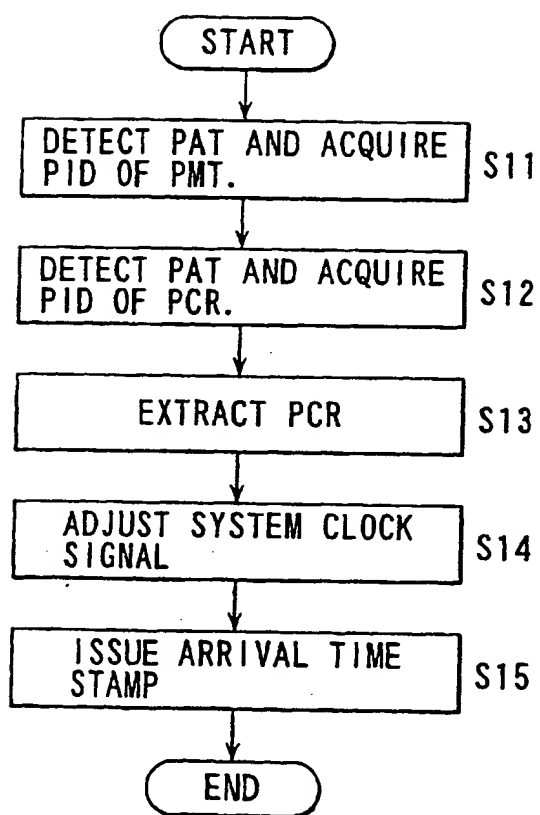 START
DETECT PAT AND ACQUIRE
PID OF PMT.
S11
DETECT PAT AND ACQUIRE
PID OF PCR.
S12
EXTRACT PCR
S13
ADJUST SYSTEM CLOCK
SIGNAL
S14
ISSUE ARRIVAL TIME
STAMP
S15
END